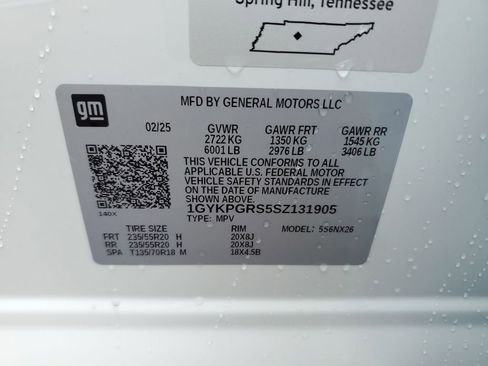 Spring Hill, Tennessee
gm
MFD BY GENERAL MOTORS LLC
02/25 GVWR GAWR FRT GAWR RR
2722 KG 1350 KG 1545 KG
6001 LB 2976 LB 3406 LB
THIS VEHICLE CONFORMS TO ALL
APPLICABLE U.S. FEDERAL MOTOR
VEHICLE SAFETY STANDARDS IN EFFECT
ON THE DATE OF MANUFACTURE
SHOWN ABOVE.
140X
1GYKPGRS5SZ131905
TYPE: MPV MODEL: 5S6NX26
TIRE SIZE RIM
FRT 235/55R20 H 20X8J
RR 235/55R20 H 20X8J
SPA T135/70R18 M 18X4.5B